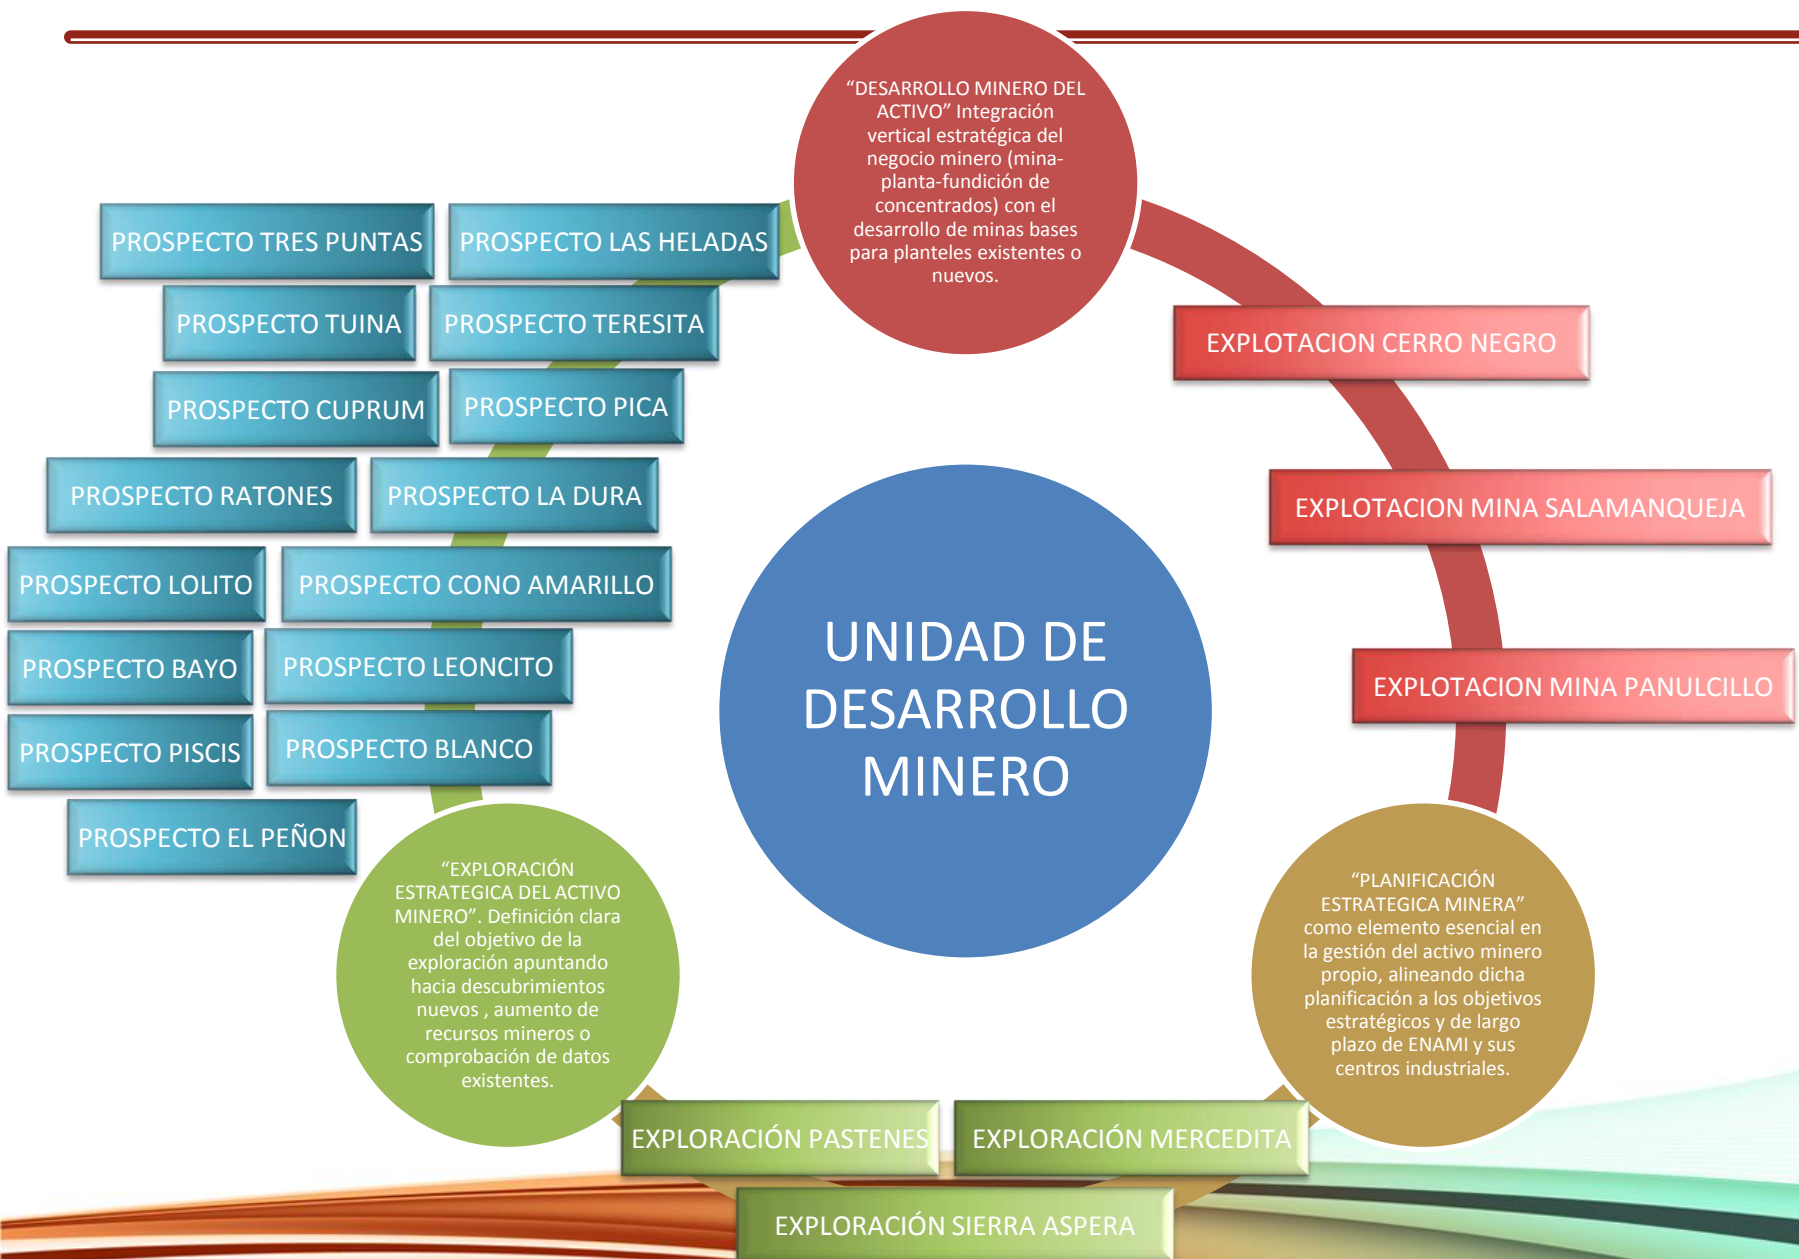 “DESARROLLO MINERO DEL
ACTIVO” Integración
vertical estratégica del
negocio minero (mina-
planta-fundición de
concentrados) con el
desarrollo de minas bases
para planteles existentes o
nuevos.
PROSPECTO TRES PUNTAS
PROSPECTO LAS HELADAS
PROSPECTO TUINA
PROSPECTO TERESITA
PROSPECTO CUPRUM
PROSPECTO PICA
PROSPECTO RATONES
PROSPECTO LA DURA
PROSPECTO LOLITO
PROSPECTO CONO AMARILLO
PROSPECTO BAYO
PROSPECTO LEONCITO
PROSPECTO PISCIS
PROSPECTO BLANCO
PROSPECTO EL PEÑON
EXPLOTACION CERRO NEGRO
EXPLOTACION MINA SALAMANQUEJA
EXPLOTACION MINA PANULCILLO
UNIDAD DE
DESARROLLO
MINERO
“EXPLORACIÓN
ESTRATEGICA DEL ACTIVO
MINERO”. Definición clara
del objetivo de la
exploración apuntando
hacia descubrimientos
nuevos , aumento de
recursos mineros o
comprobación de datos
existentes.
“PLANIFICACIÓN
ESTRATEGICA MINERA”
como elemento esencial en
la gestión del activo minero
propio, alineando dicha
planificación a los objetivos
estratégicos y de largo
plazo de ENAMI y sus
centros industriales.
EXPLORACIÓN PASTENES
EXPLORACIÓN MERCEDITA
EXPLORACIÓN SIERRA ASPERA